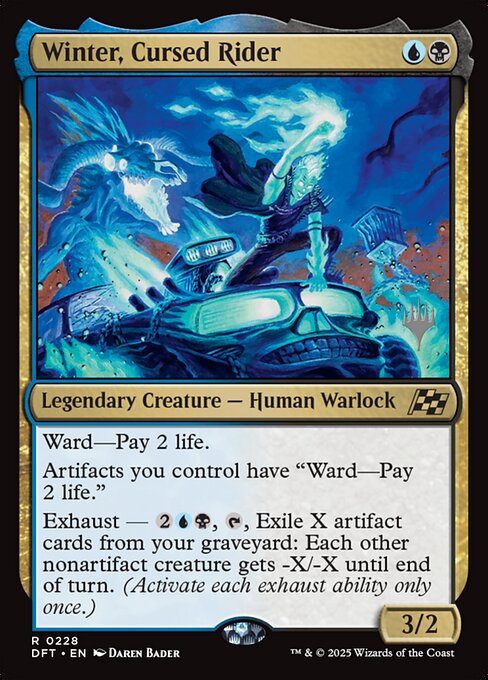 Winter, Cursed Rider
Legendary Creature — Human Warlock
Ward—Pay 2 life.
Artifacts you control have “Ward—Pay
2 life.”
Exhaust — 2, , Exile X artifact
cards from your graveyard: Each other
nonartifact creature gets -X/-X until end
of turn. (Activate each exhaust ability only
once.)
3/2
R 0228
DFT • EN Daren Bader
™ & © 2025 Wizards of the Coast